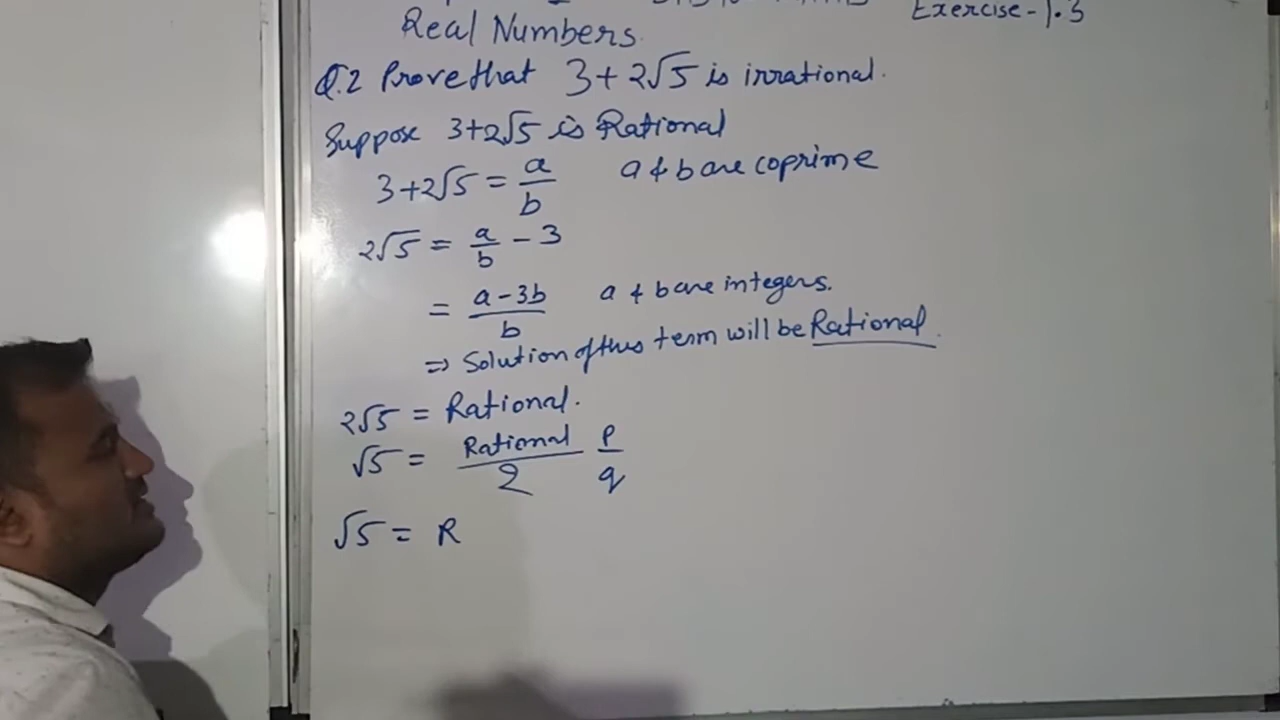 Exercise-1.3
Real Numbers.
Q.2 Prove that 3+2√5 is irrational.
Suppose 3+2√5 is Rational
3+2√5 = a/b a & b are coprime
2√5 = a/b - 3
= a-3b/b a & b are integers.
⇒ Solution of this term will be Rational.
2√5 = Rational.
√5 = Rational/2 P/q
√5 = R